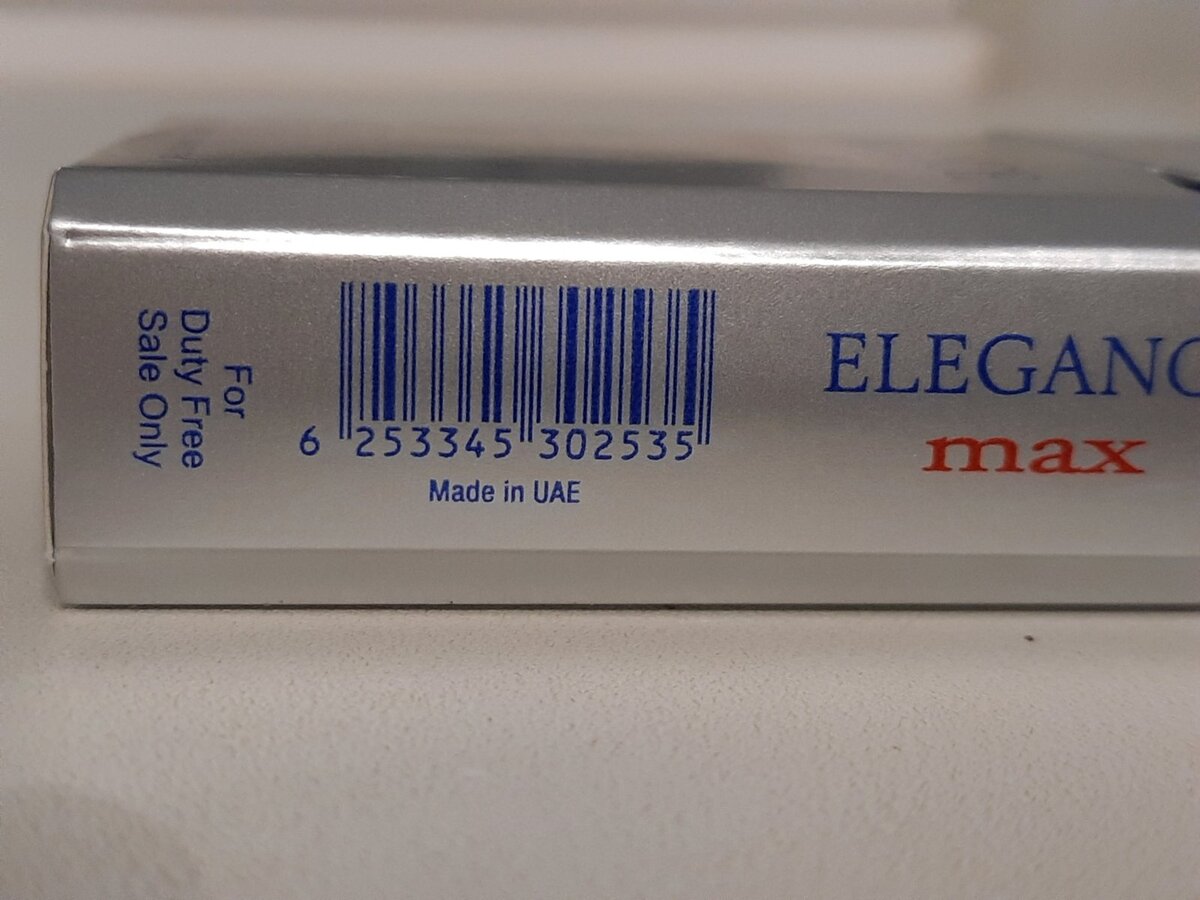 For
Duty Free
Sale Only
6 253345 302535
Made in UAE
ELEGANC
max